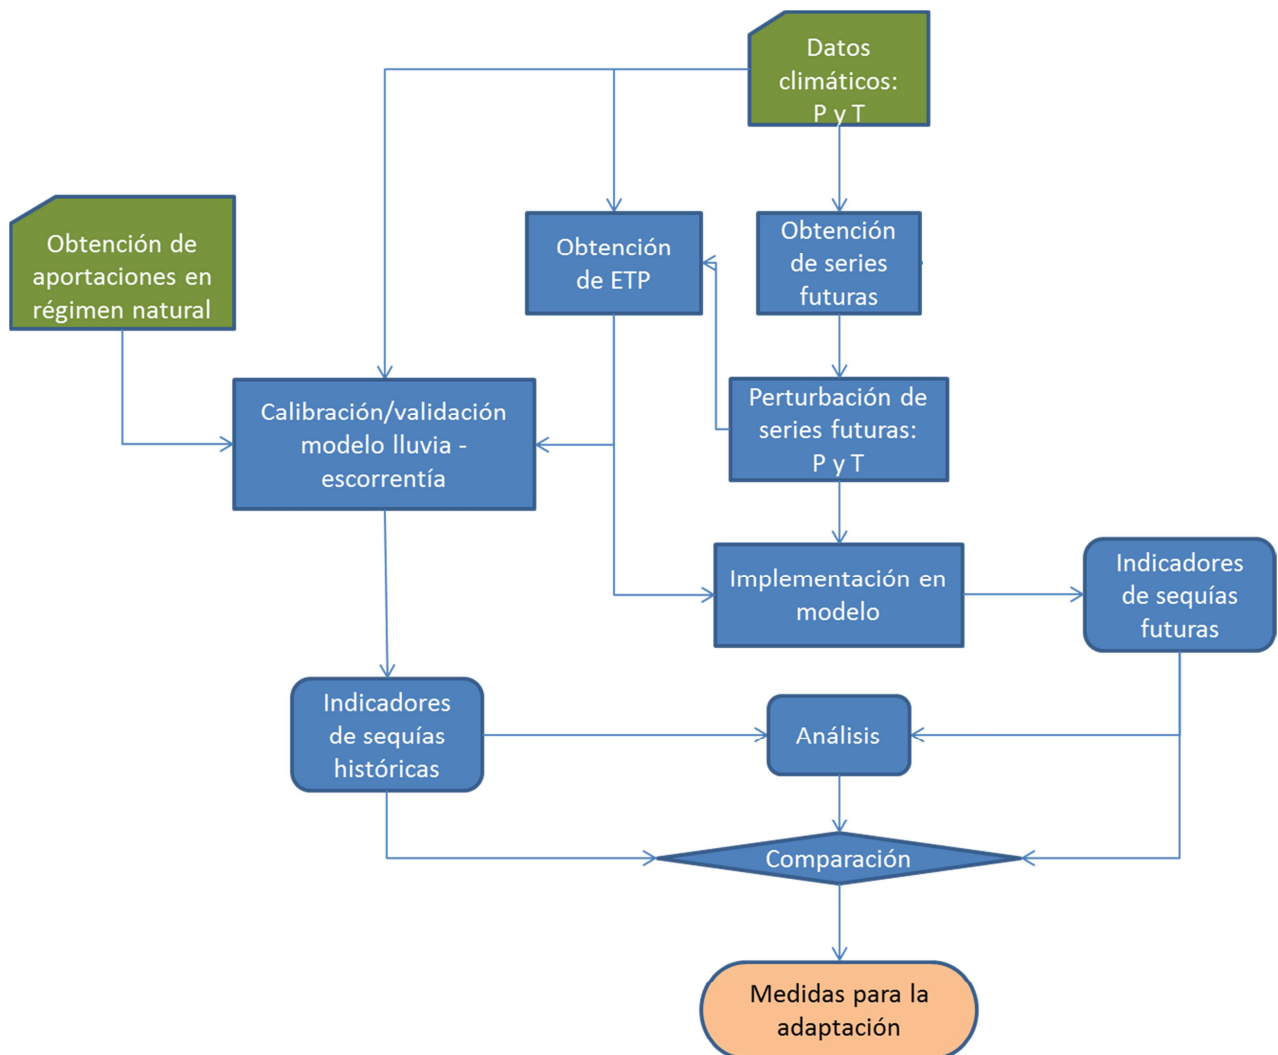 Datos
climáticos:
P y T
Obtención de
aportaciones en
régimen natural
Obtención
de ETP
Obtención
de series
futuras
Calibración/validación
modelo lluvia -
escorrentía
Perturbación de
series futuras:
P y T
Implementación en
modelo
Indicadores
de sequías
futuras
Indicadores
de sequías
históricas
Análisis
Comparación
Medidas para la
adaptación